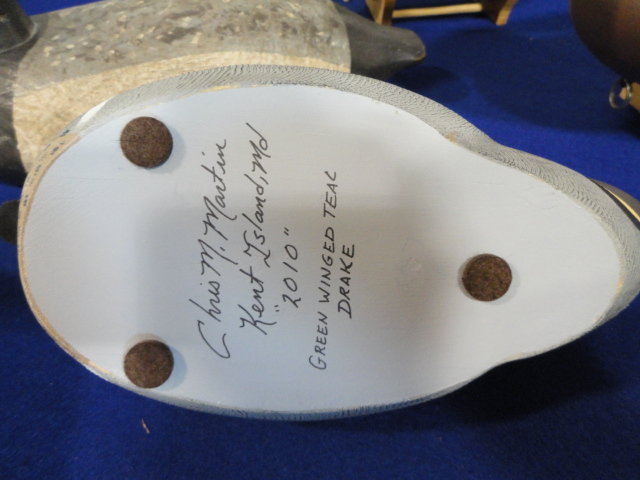 Chris M. Martin
Kent Island, Md
"2010"
GREEN WINGED TEAL
DRAKE